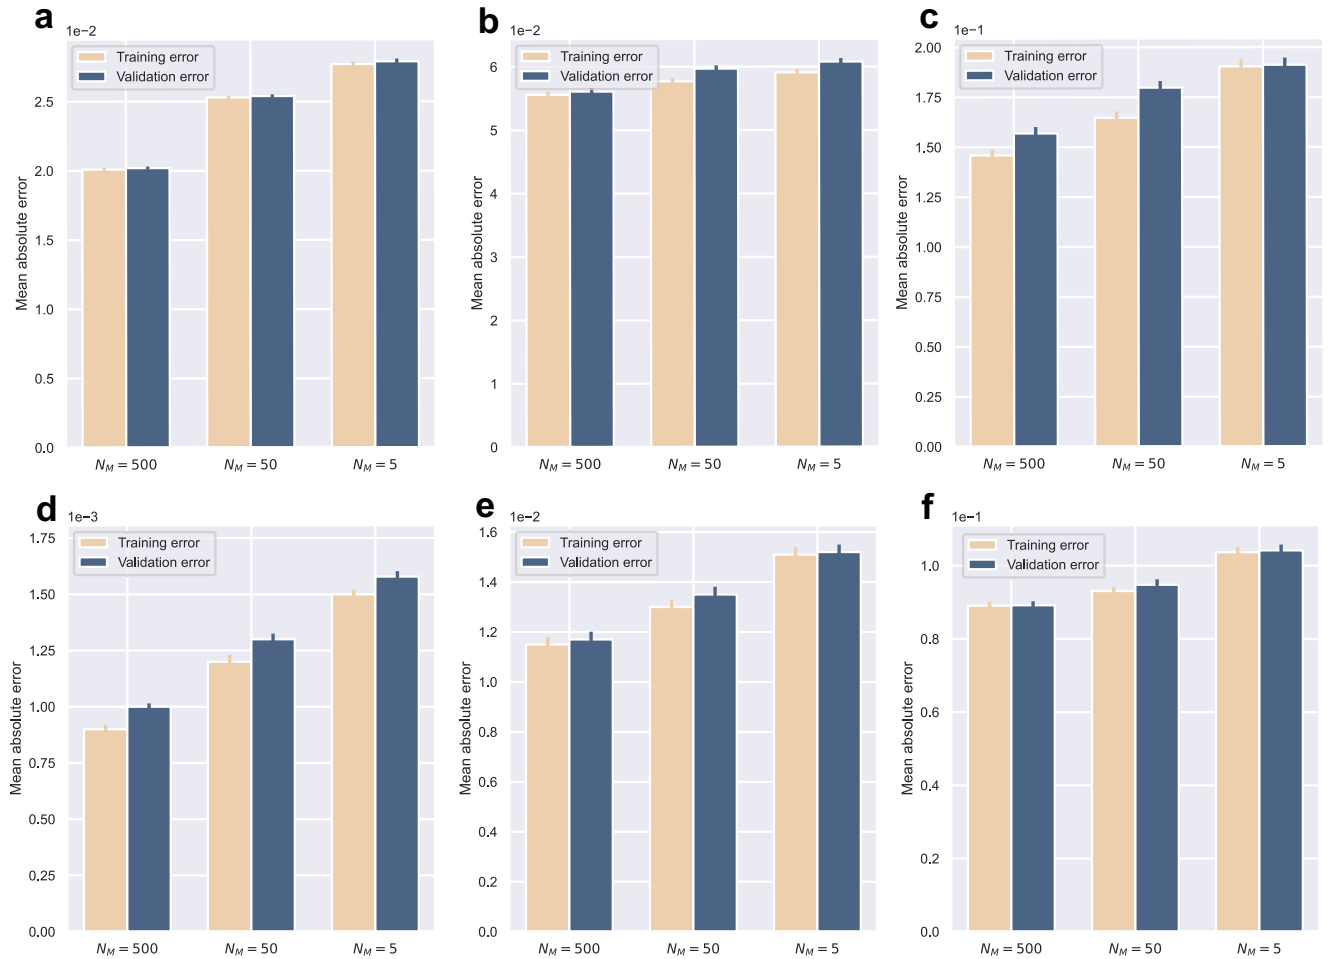 a
1e−2
Training error
Validation error
2.5
2.0
1.5
1.0
0.5
0.0
Mean absolute error
N_M = 500
N_M = 50
N_M = 5
b
1e−2
Training error
Validation error
6
5
4
3
2
1
0
Mean absolute error
N_M = 500
N_M = 50
N_M = 5
c
1e−1
Training error
Validation error
2.00
1.75
1.50
1.25
1.00
0.75
0.50
0.25
0.00
Mean absolute error
N_M = 500
N_M = 50
N_M = 5
d
1e−3
Training error
Validation error
1.75
1.50
1.25
1.00
0.75
0.50
0.25
0.00
Mean absolute error
N_M = 500
N_M = 50
N_M = 5
e
1e−2
Training error
Validation error
1.6
1.4
1.2
1.0
0.8
0.6
0.4
0.2
0.0
Mean absolute error
N_M = 500
N_M = 50
N_M = 5
f
1e−1
Training error
Validation error
1.0
0.8
0.6
0.4
0.2
0.0
Mean absolute error
N_M = 500
N_M = 50
N_M = 5